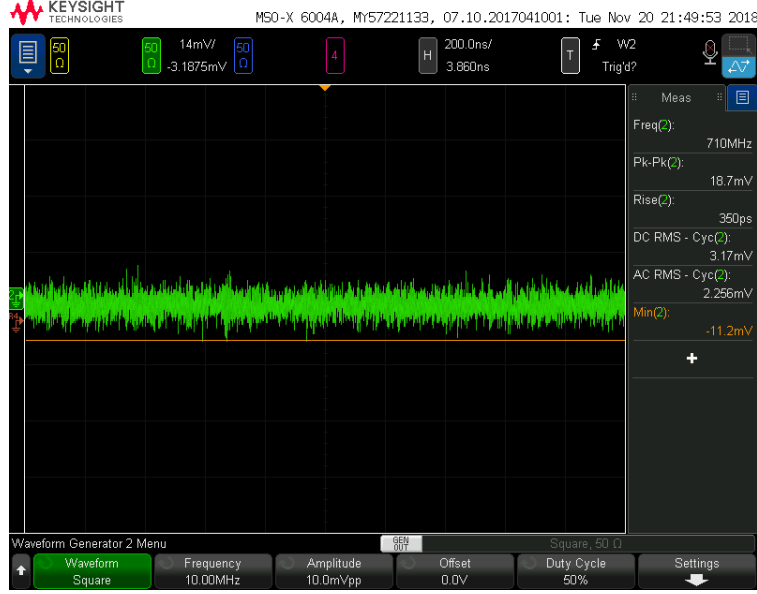 KEYSIGHT
TECHNOLOGIES
MSO-X 6004A, MY57221133, 07.10.2017041001: Tue Nov 20 21:49:53 2018
50 Ω
50 Ω
14mV/
-3.1875mV
50 Ω
4
H
200.0ns/
3.860ns
T
W2
Trig'd?
Meas
Freq(2):
710MHz
Pk-Pk(2):
18.7mV
Rise(2):
350ps
DC RMS - Cyc(2):
3.17mV
AC RMS - Cyc(2):
2.256mV
Min(2):
-11.2mV
2
R4
Waveform Generator 2 Menu
GEN OUT
Square, 50 Ω
Waveform
Square
Frequency
10.00MHz
Amplitude
10.0mVpp
Offset
0.0V
Duty Cycle
50%
Settings